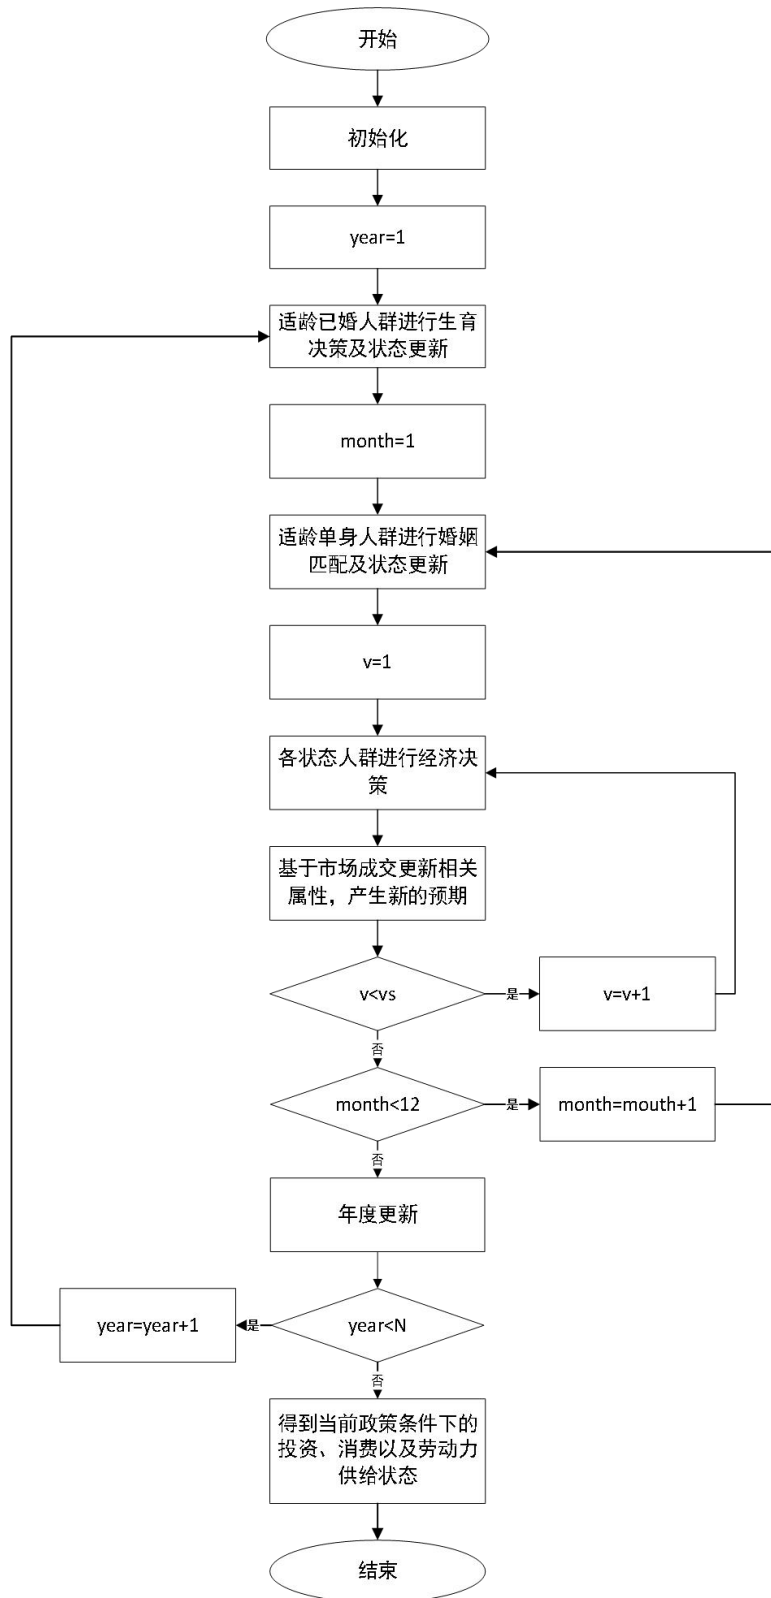 开始
初始化
year=1
适龄已婚人群进行生育
决策及状态更新
month=1
适龄单身人群进行婚姻
匹配及状态更新
v=1
各状态人群进行经济决
策
基于市场成交更新相关
属性，产生新的预期
v<vs
是
v=v+1
否
month<12
是
month=mouth+1
否
年度更新
year=year+1
是
year<N
否
得到当前政策条件下的
投资、消费以及劳动力
供给状态
结束